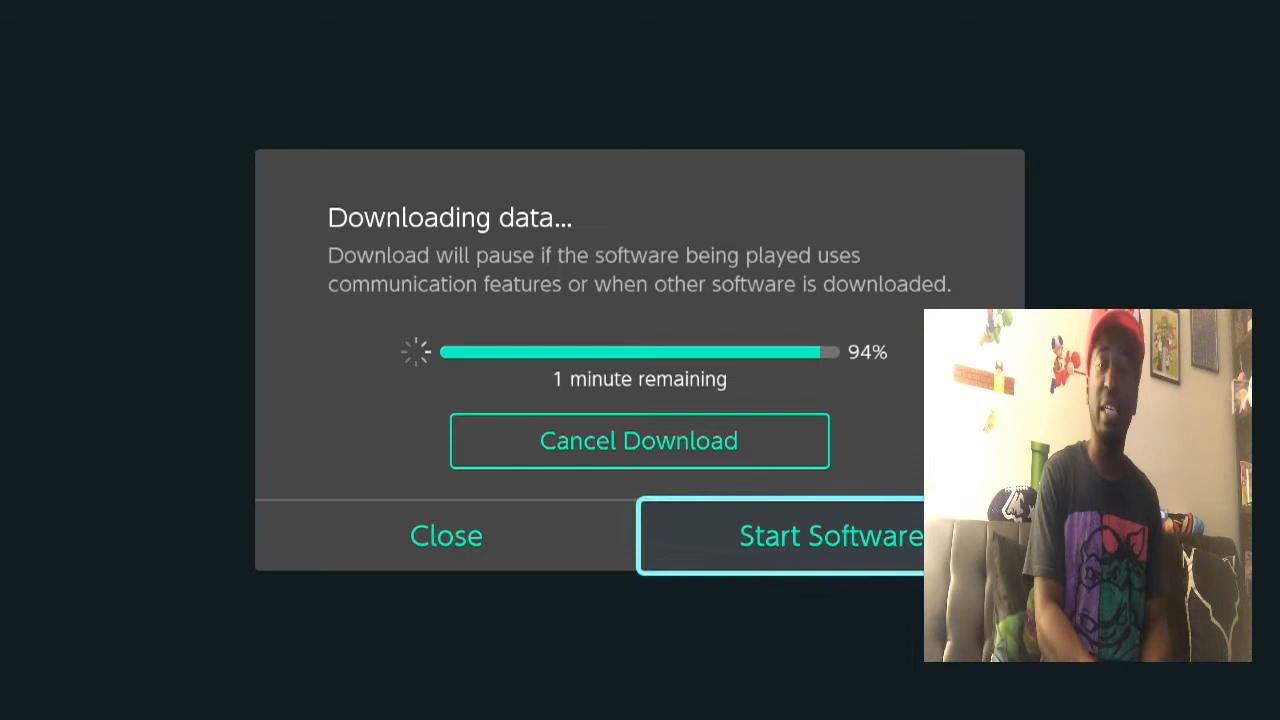 Downloading data...
Download will pause if the software being played uses
communication features or when other software is downloaded.
94%
1 minute remaining
Cancel Download
Close
Start Software